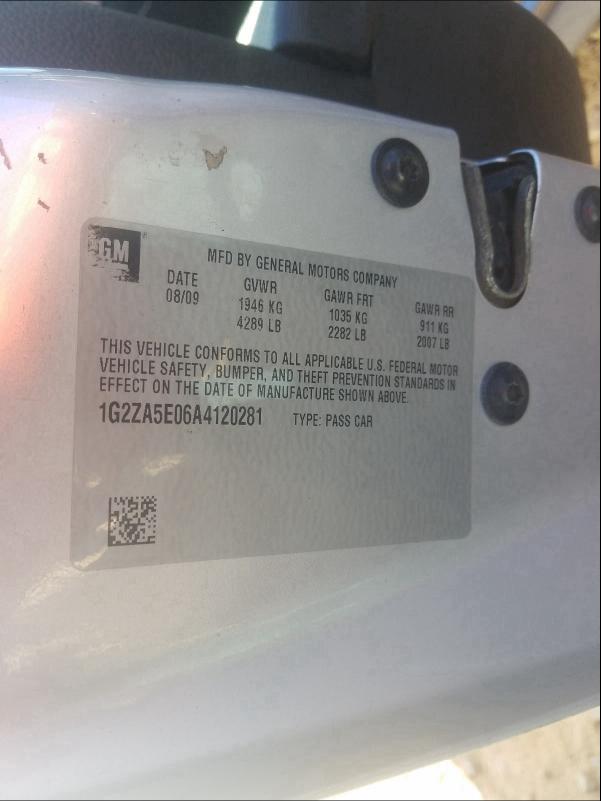 GM
MFD BY GENERAL MOTORS COMPANY
DATE GVWR GAWR FRT GAWR RR
08/09 1946 KG 1035 KG 911 KG
4289 LB 2282 LB 2007 LB
THIS VEHICLE CONFORMS TO ALL APPLICABLE U.S. FEDERAL MOTOR
VEHICLE SAFETY, BUMPER, AND THEFT PREVENTION STANDARDS IN
EFFECT ON THE DATE OF MANUFACTURE SHOWN ABOVE.
1G2ZA5E06A4120281 TYPE: PASS CAR